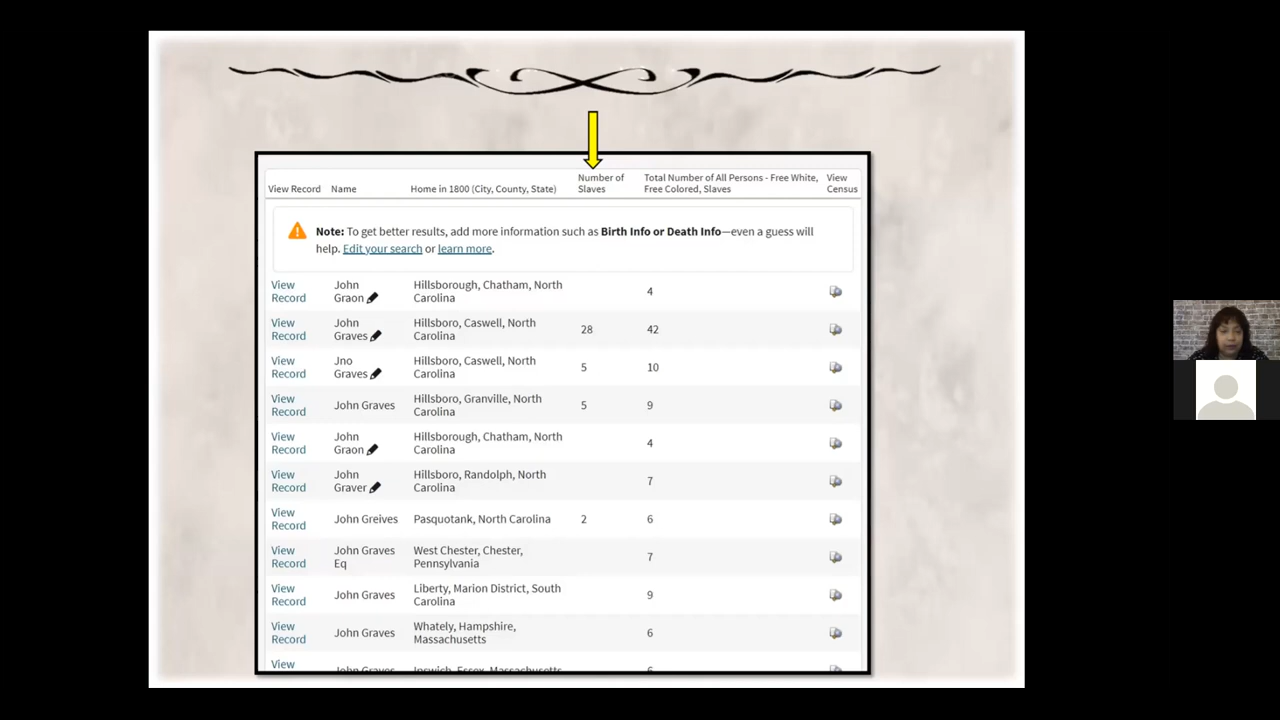 View Record Name Home in 1800 (City, County, State) Number of Slaves Total Number of All Persons - Free White, Free Colored, Slaves View Census
Note: To get better results, add more information such as Birth Info or Death Info—even a guess will
help. Edit your search or learn more.
View Record John Graon Hillsborough, Chatham, North Carolina 4
View Record John Graves Hillsboro, Caswell, North Carolina 28 42
View Record Jno Graves Hillsboro, Caswell, North Carolina 5 10
View Record John Graves Hillsboro, Granville, North Carolina 5 9
View Record John Graon Hillsborough, Chatham, North Carolina 4
View Record John Graver Hillsboro, Randolph, North Carolina 7
View Record John Greives Pasquotank, North Carolina 2 6
View Record John Graves Eq West Chester, Chester, Pennsylvania 7
View Record John Graves Liberty, Marion District, South Carolina 9
View Record John Graves Whately, Hampshire, Massachusetts 6
View John Graves Ipswich, Essex, Massachusetts 6